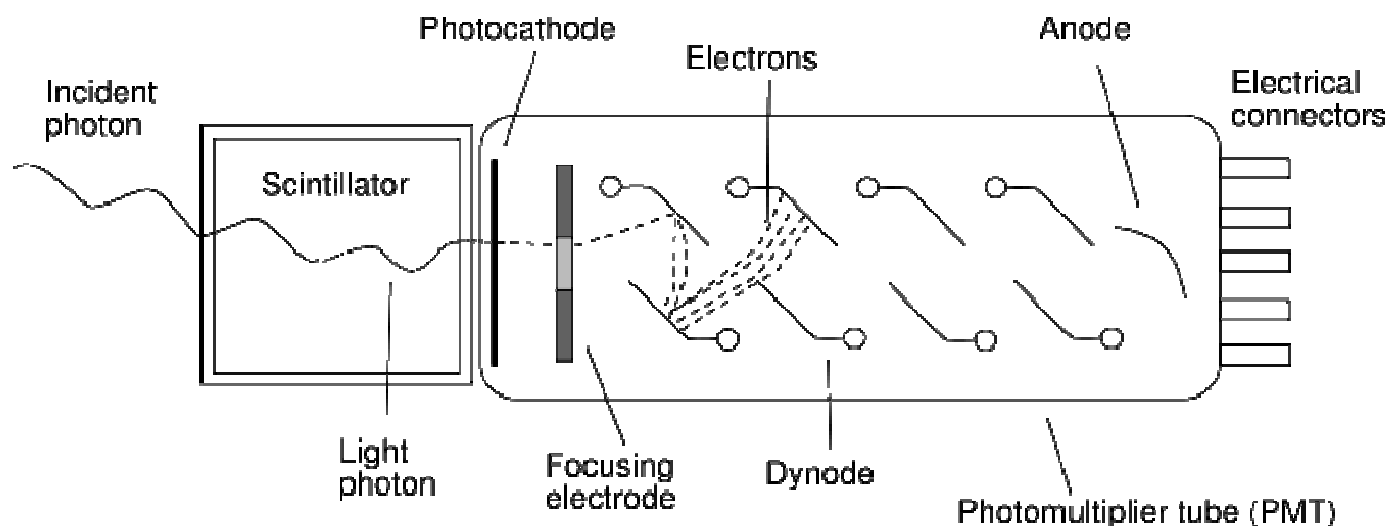 Photocathode
Anode
Electrons
Incident
photon
Electrical
connectors
Scintillator
Light
photon
Focusing
electrode
Dynode
Photomultiplier tube (PMT)